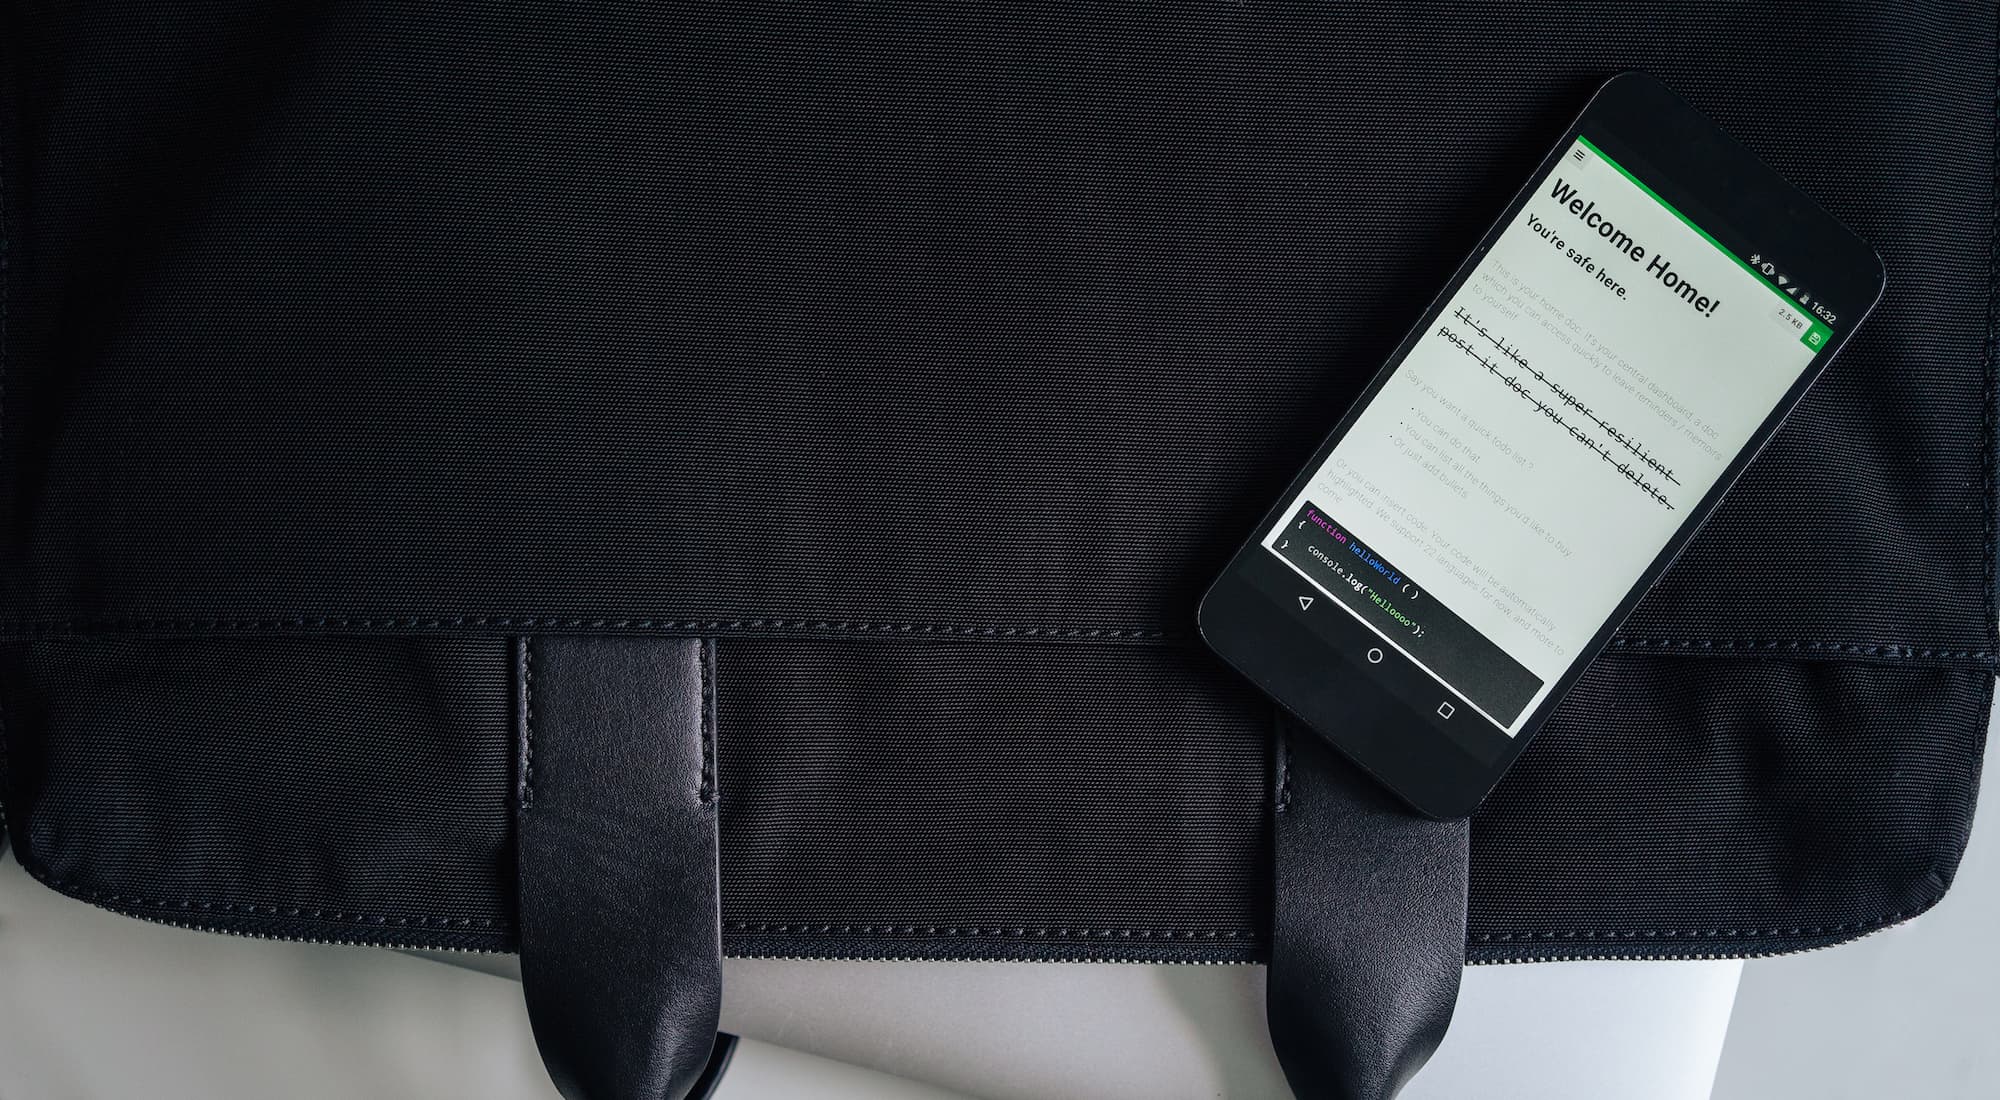 16:32
2.5 KB
Welcome Home!
You're safe here.
This is your home doc. It's your central dashboard, a doc
which you can access quickly to leave reminders / memoirs
to yourself.
It's like a super resilient
post it doc you can't delete.
Say you want a quick todo list ?
• You can do that.
• You can list all the things you'd like to buy
• Or just add bullets.
Or you can insert code. Your code will be automatically
highlighted. We support 22 languages for now, and more to
come.
function helloWorld ()
{
console.log("Helloooo");
}